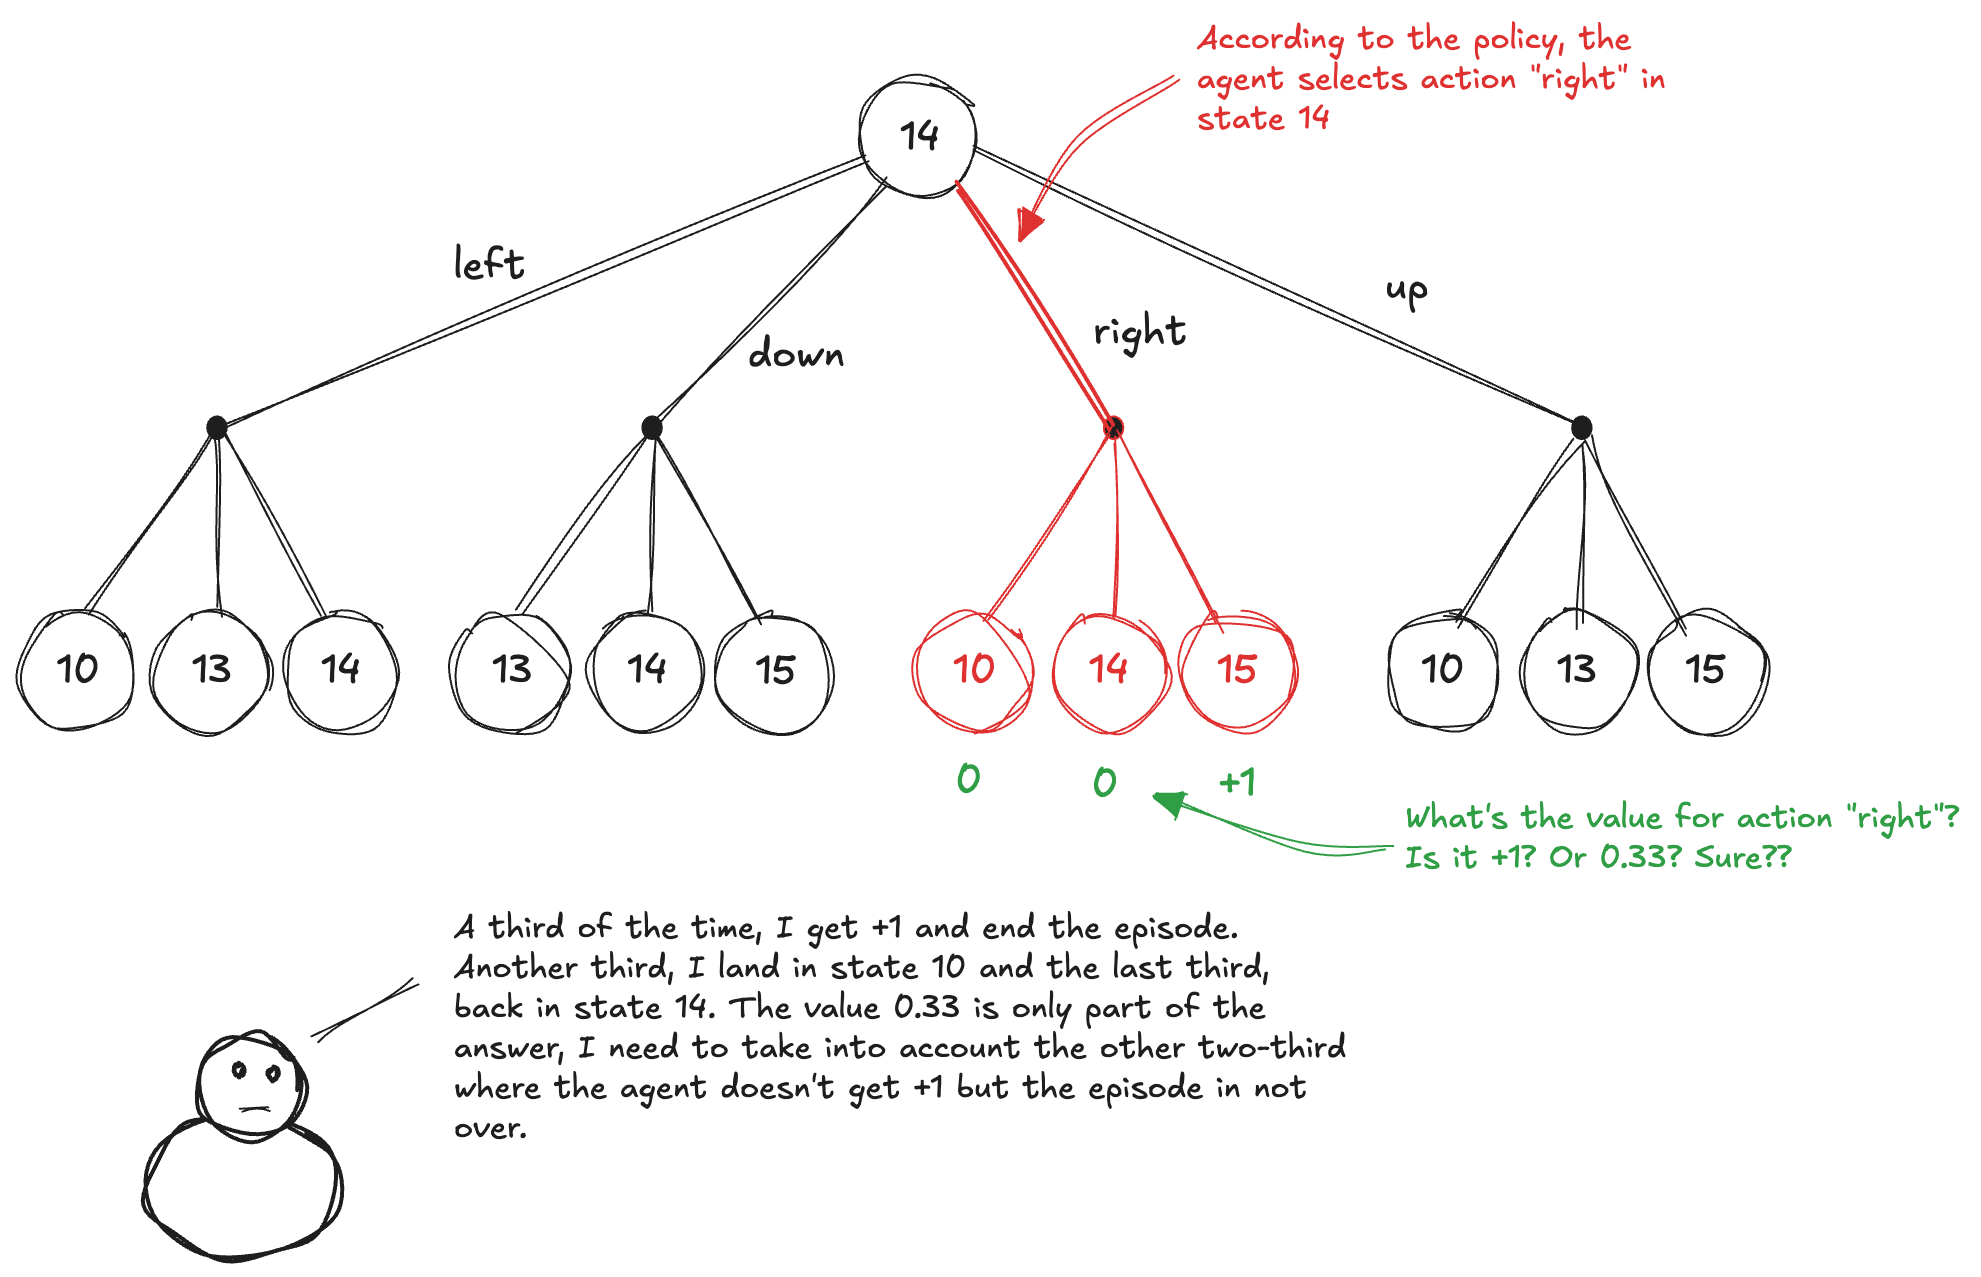 According to the policy, the
agent selects action "right" in
state 14
14
left
down
right
up
10 13 14 13 14 15 10 14 15 10 13 15
0 0 +1
What's the value for action "right"?
Is it +1? Or 0.33? Sure??
A third of the time, I get +1 and end the episode.
Another third, I land in state 10 and the last third,
back in state 14. The value 0.33 is only part of the
answer, I need to take into account the other two-third
where the agent doesn't get +1 but the episode in not
over.